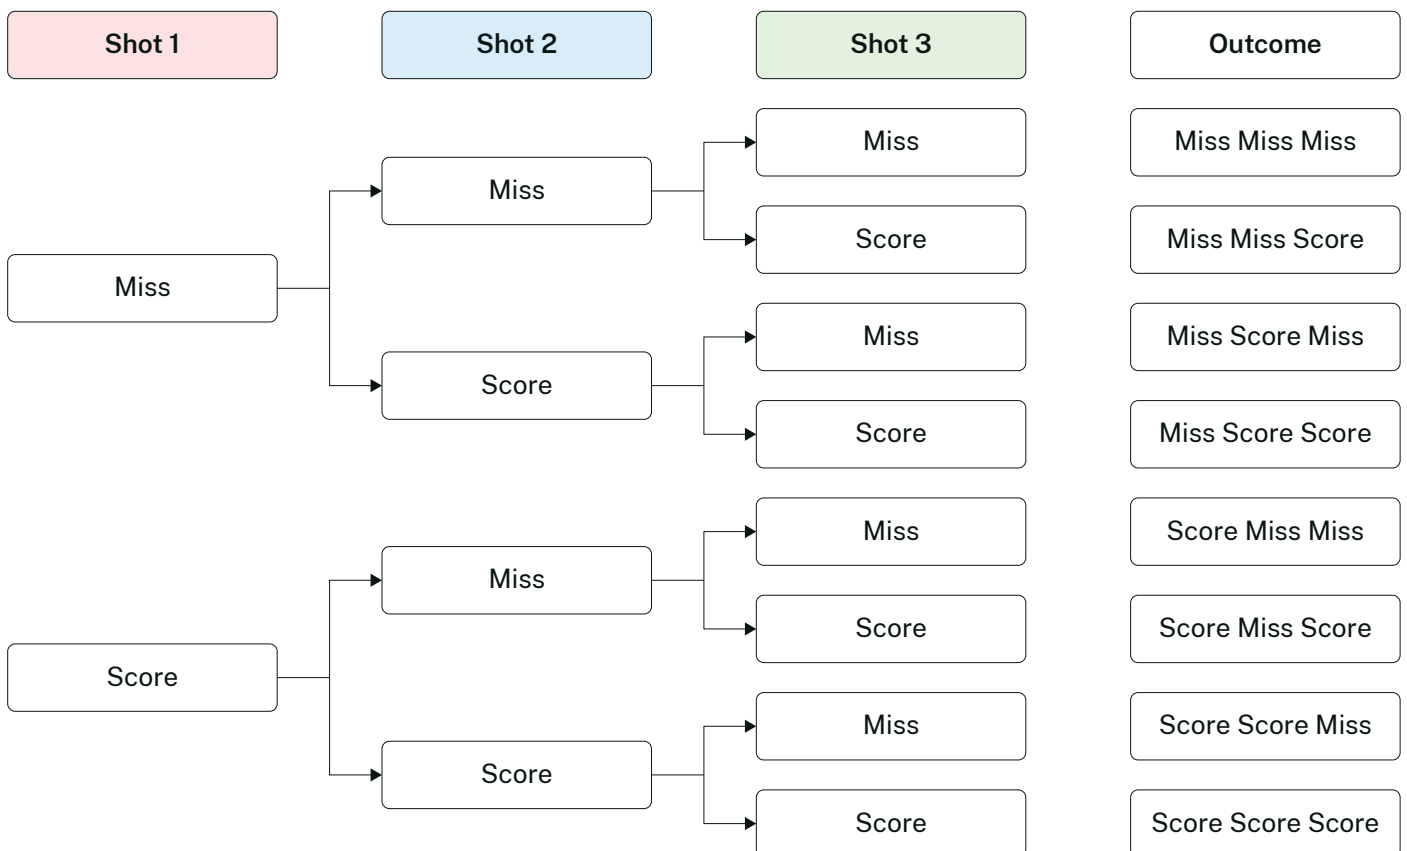 Shot 1
Shot 2
Shot 3
Outcome
Miss
Score
Miss
Score
Miss
Score
Miss
Score
Miss
Score
Miss
Score
Miss
Score
Miss Miss Miss
Miss Miss Score
Miss Score Miss
Miss Score Score
Score Miss Miss
Score Miss Score
Score Score Miss
Score Score Score